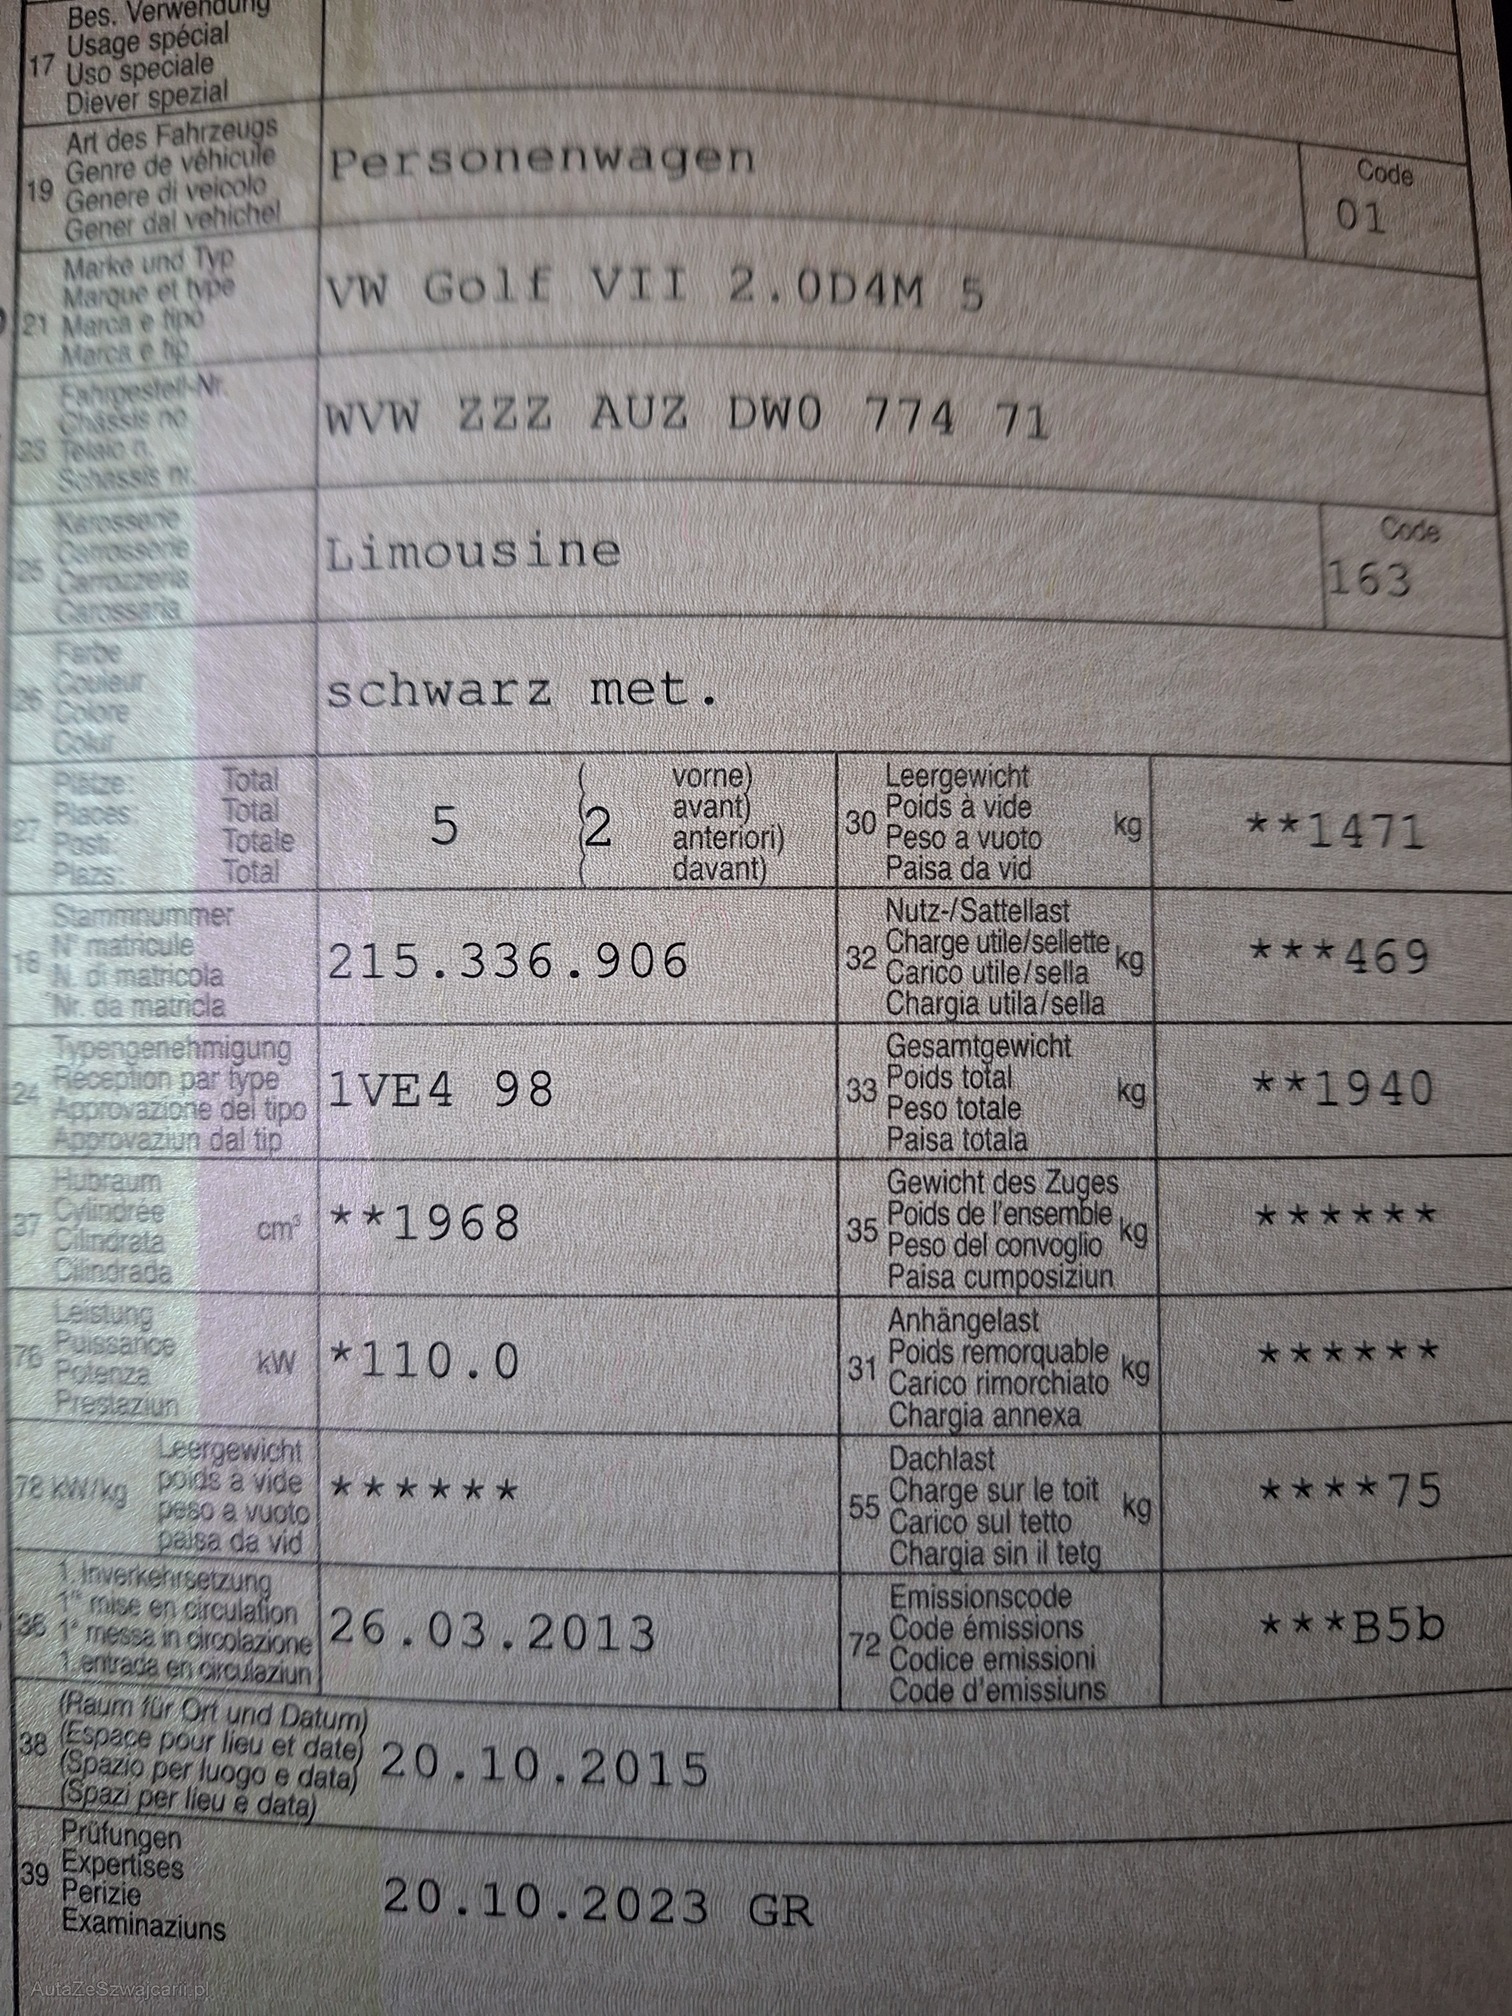 Bes. Verwendung
17 Usage spécial
Uso speciale
Diever spezial
Art des Fahrzeugs
19 Genre de véhicule
Genere di veicolo
Gener dal vehichel
Personenwagen
Code
01
Marke und Typ
21 Marque et type
Marca e tipo
Marca e tip
VW Golf VII 2.0D4M 5
Fahrgestell-Nr.
23 Châssis no
Telaio n.
Schassis nr.
WVW ZZZ AUZ DW0 774 71
Karosserie
25 Carrosserie
Carrozzeria
Carossaria
Limousine
Code
163
Farbe
26 Couleur
Colore
Colur
schwarz met.
Plätze: Total
27 Places: Total
Posti: Totale
Plazs: Total
5 (2
vorne)
avant)
anteriori)
davant)
Leergewicht
30 Poids à vide kg
Peso a vuoto
Paisa da vid
**1471
Stammnummer
18 N° matricule
N. di matricola
Nr. da matricla
215.336.906
Nutz-/Sattellast
32 Charge utile/sellette kg
Carico utile/sella
Chargia utila/sella
***469
Typengenehmigung
24 Réception par type
Approvazione del tipo
Approvaziun dal tip
1VE4 98
Gesamtgewicht
33 Poids total kg
Peso totale
Paisa totala
**1940
Hubraum
37 Cylindrée cm³
Cilindrata
Cilindrada
**1968
Gewicht des Zuges
35 Poids de l'ensemble kg
Peso del convoglio
Paisa cumposiziun
******
Leistung
76 Puissance kW
Potenza
Prestaziun
*110.0
Anhängelast
31 Poids remorquable kg
Carico rimorchiato
Chargia annexa
******
Leergewicht
78 kW/kg poids à vide
peso a vuoto
paisa da vid
******
Dachlast
55 Charge sur le toit kg
Carico sul tetto
Chargia sin il tetg
****75
1. Inverkehrsetzung
36 1re mise en circulation
1a messa in circolazione
1. entrada en circulaziun
26.03.2013
Emissionscode
72 Code émissions
Codice emissioni
Code d'emissiuns
***B5b
(Raum für Ort und Datum)
38 (Espace pour lieu et date)
(Spazio per luogo e data)
(Spazi per lieu e data)
20.10.2015
Prüfungen
39 Expertises
Perizie
Examinaziuns
20.10.2023 GR
AutaZeSzwajcarii.pl